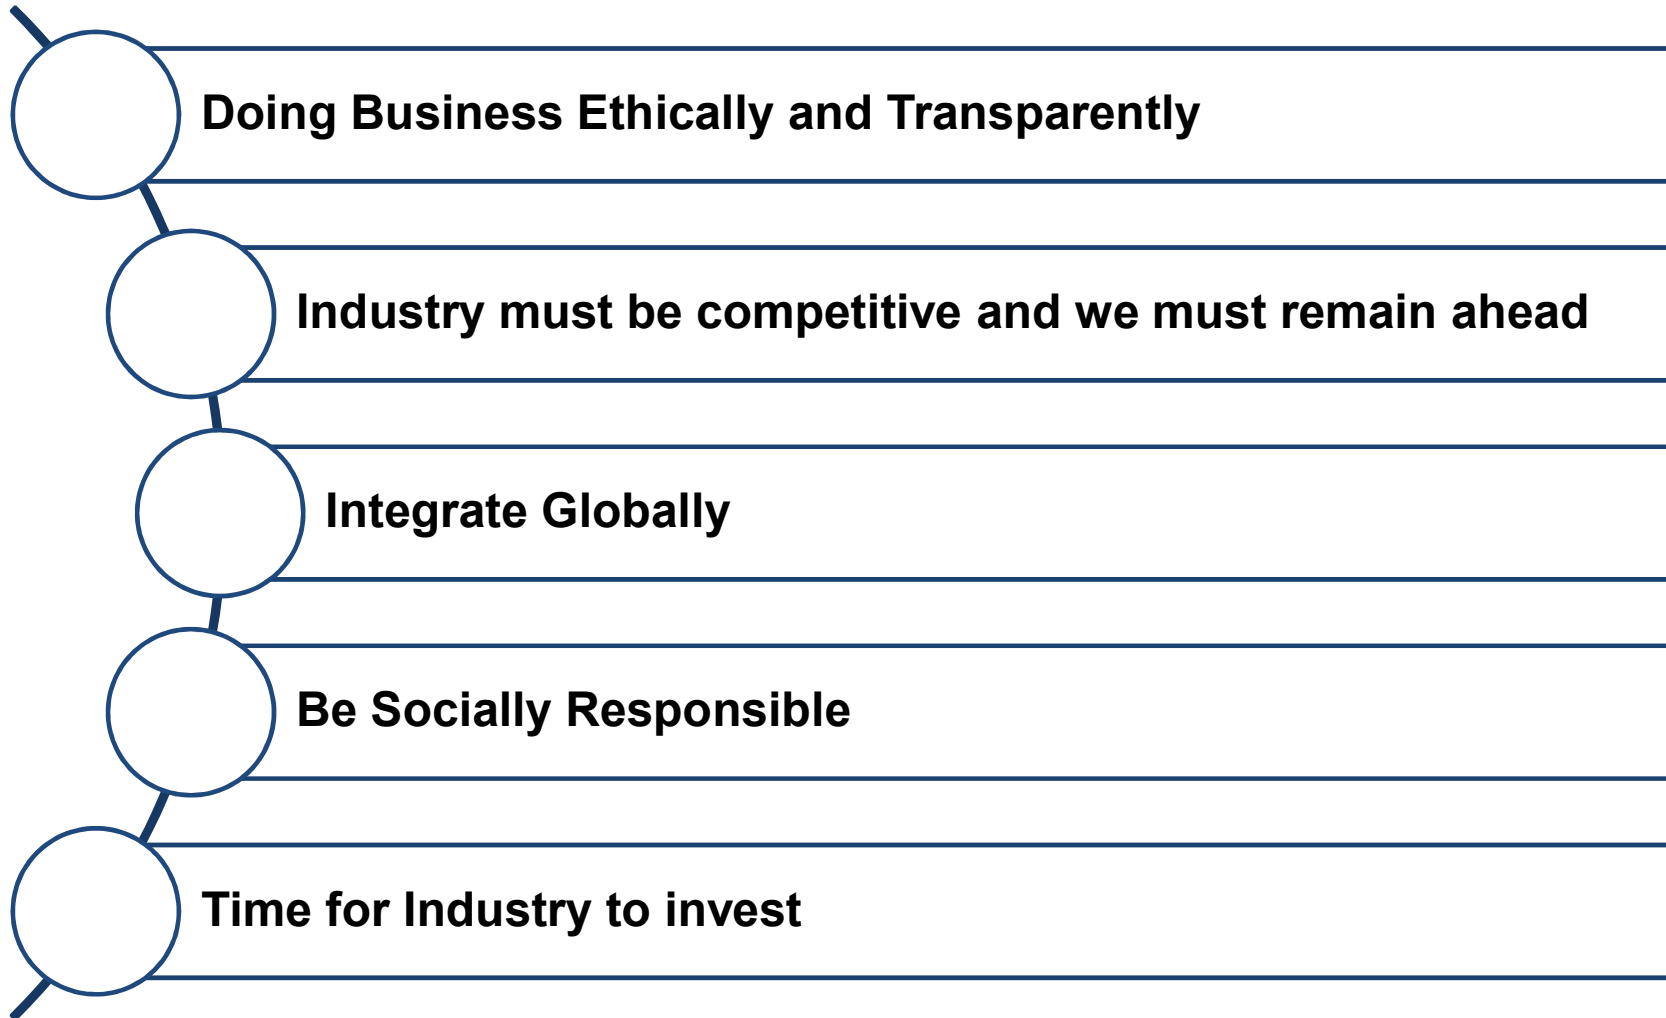 Doing Business Ethically and Transparently
Industry must be competitive and we must remain ahead
Integrate Globally
Be Socially Responsible
Time for Industry to invest